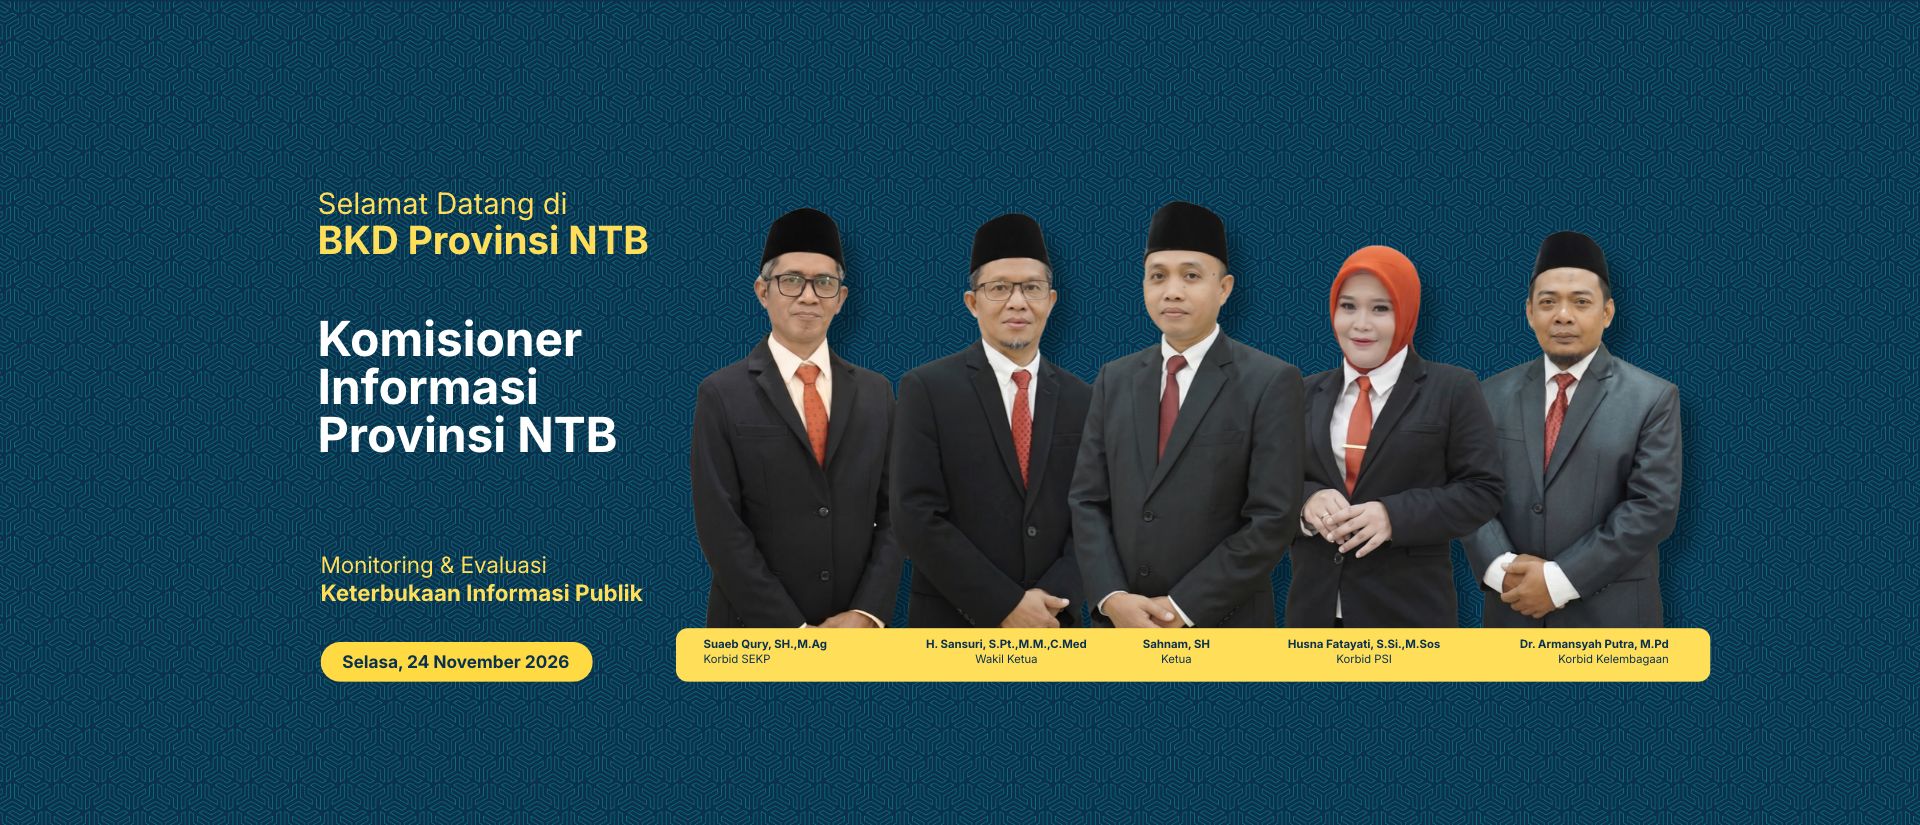 Selamat Datang di
BKD Provinsi NTB
Komisioner
Informasi
Provinsi NTB
Monitoring & Evaluasi
Keterbukaan Informasi Publik
Selasa, 24 November 2026
Suaeb Qury, SH.,M.Ag
Korbid SEKP
H. Sansuri, S.Pt.,M.M.,C.Med
Wakil Ketua
Sahnam, SH
Ketua
Husna Fatayati, S.Si.,M.Sos
Korbid PSI
Dr. Armansyah Putra, M.Pd
Korbid Kelembagaan